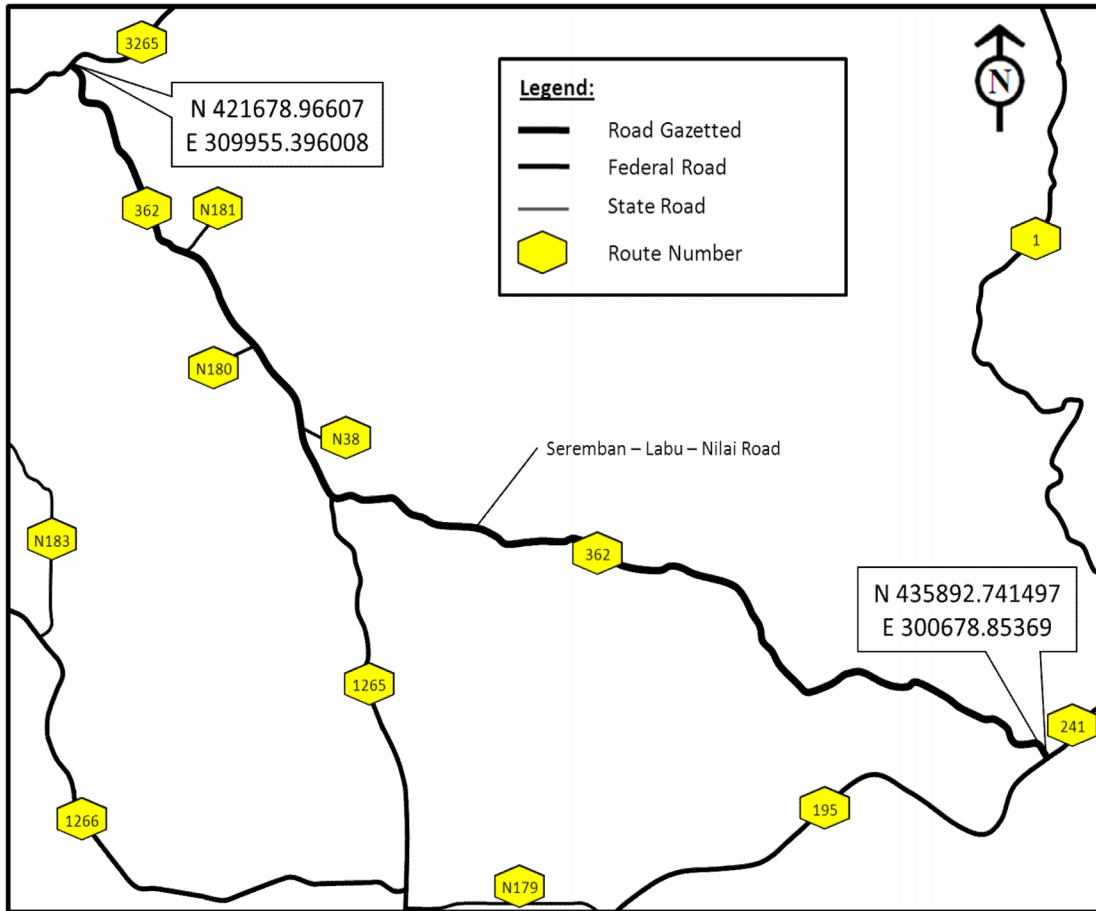 3265
N 421678.96607
E 309955.396008
Legend:
Road Gazetted
Federal Road
State Road
Route Number
N
362
N181
1
N180
N38
Seremban – Labu – Nilai Road
N183
362
N 435892.741497
E 300678.85369
1265
241
195
1266
N179